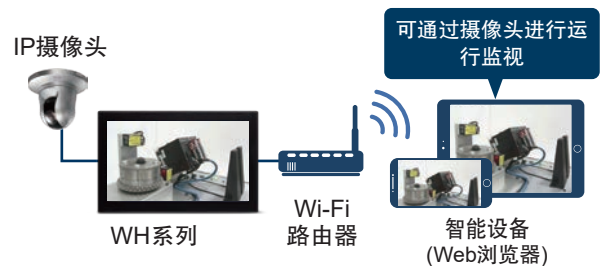 IP摄像头
可通过摄像头进行运
行监视
WH系列
Wi-Fi
路由器
智能设备
(Web浏览器)